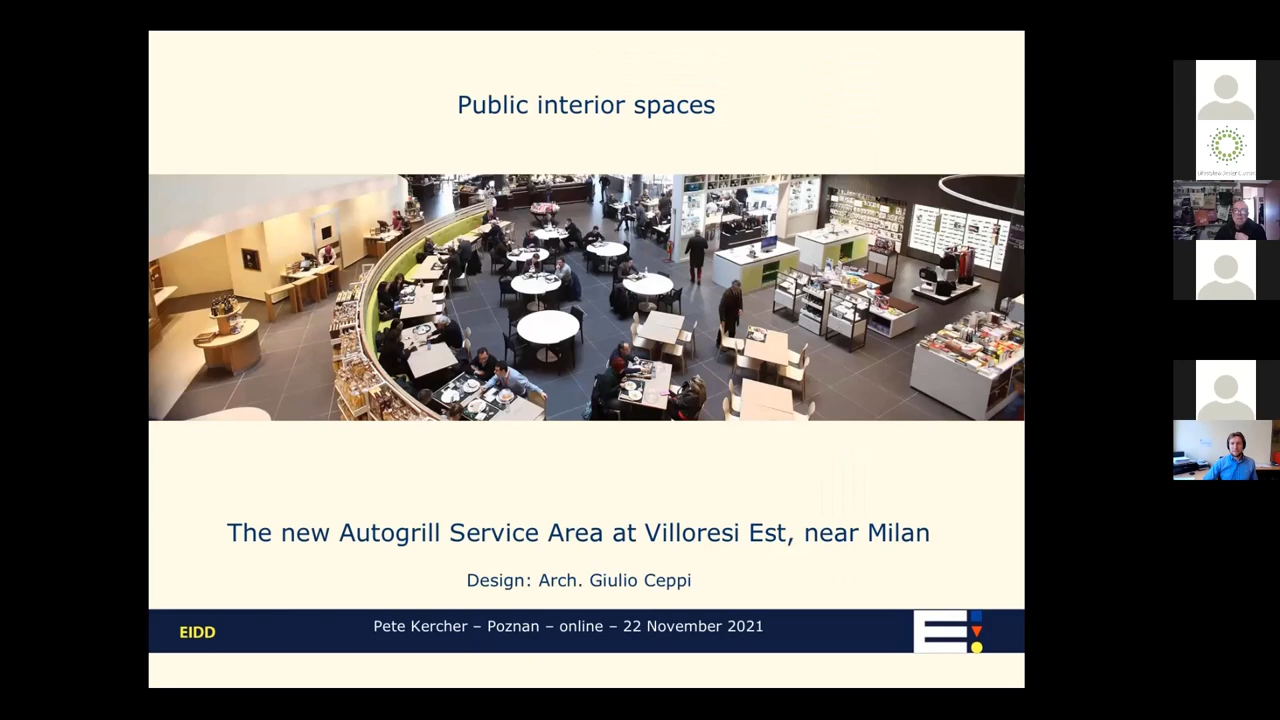 Public interior spaces
The new Autogrill Service Area at Villoresi Est, near Milan
Design: Arch. Giulio Ceppi
EIDD
Pete Kercher – Poznan – online – 22 November 2021